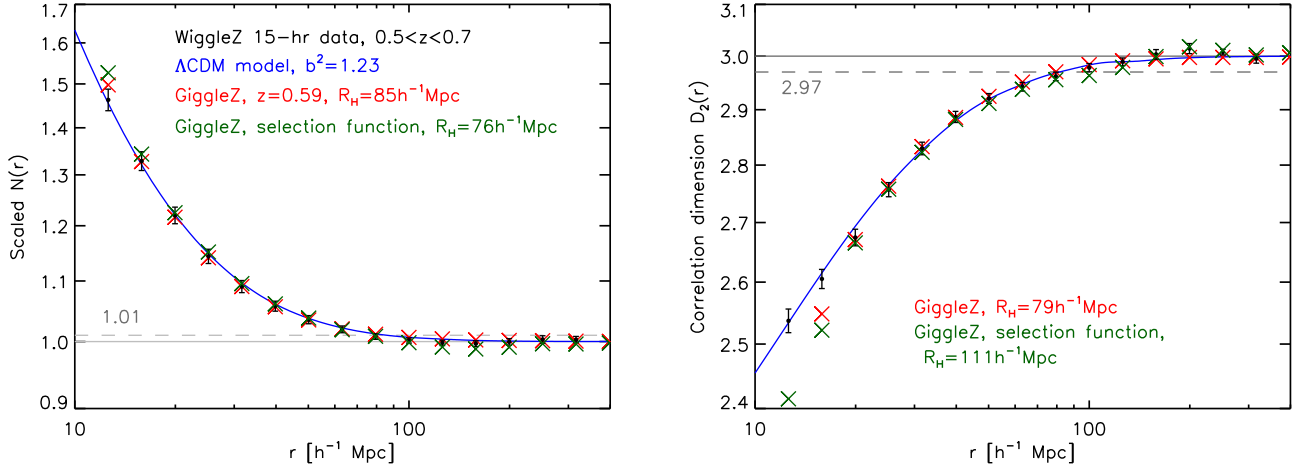 1.7
1.6
1.5
1.4
1.3
1.2
1.1
1.0
0.9
Scaled N(r)
WiggleZ 15-hr data, 0.5<z<0.7
ΛCDM model, b²=1.23
GiggleZ, z=0.59, R_H=85h⁻¹Mpc
GiggleZ, selection function, R_H=76h⁻¹Mpc
1.01
10
100
r [h⁻¹ Mpc]
3.0
2.9
2.8
2.7
2.6
2.5
2.4
Correlation dimension D₂(r)
2.97
GiggleZ, R_H=79h⁻¹Mpc
GiggleZ, selection function,
R_H=111h⁻¹Mpc
10
100
r [h⁻¹ Mpc]